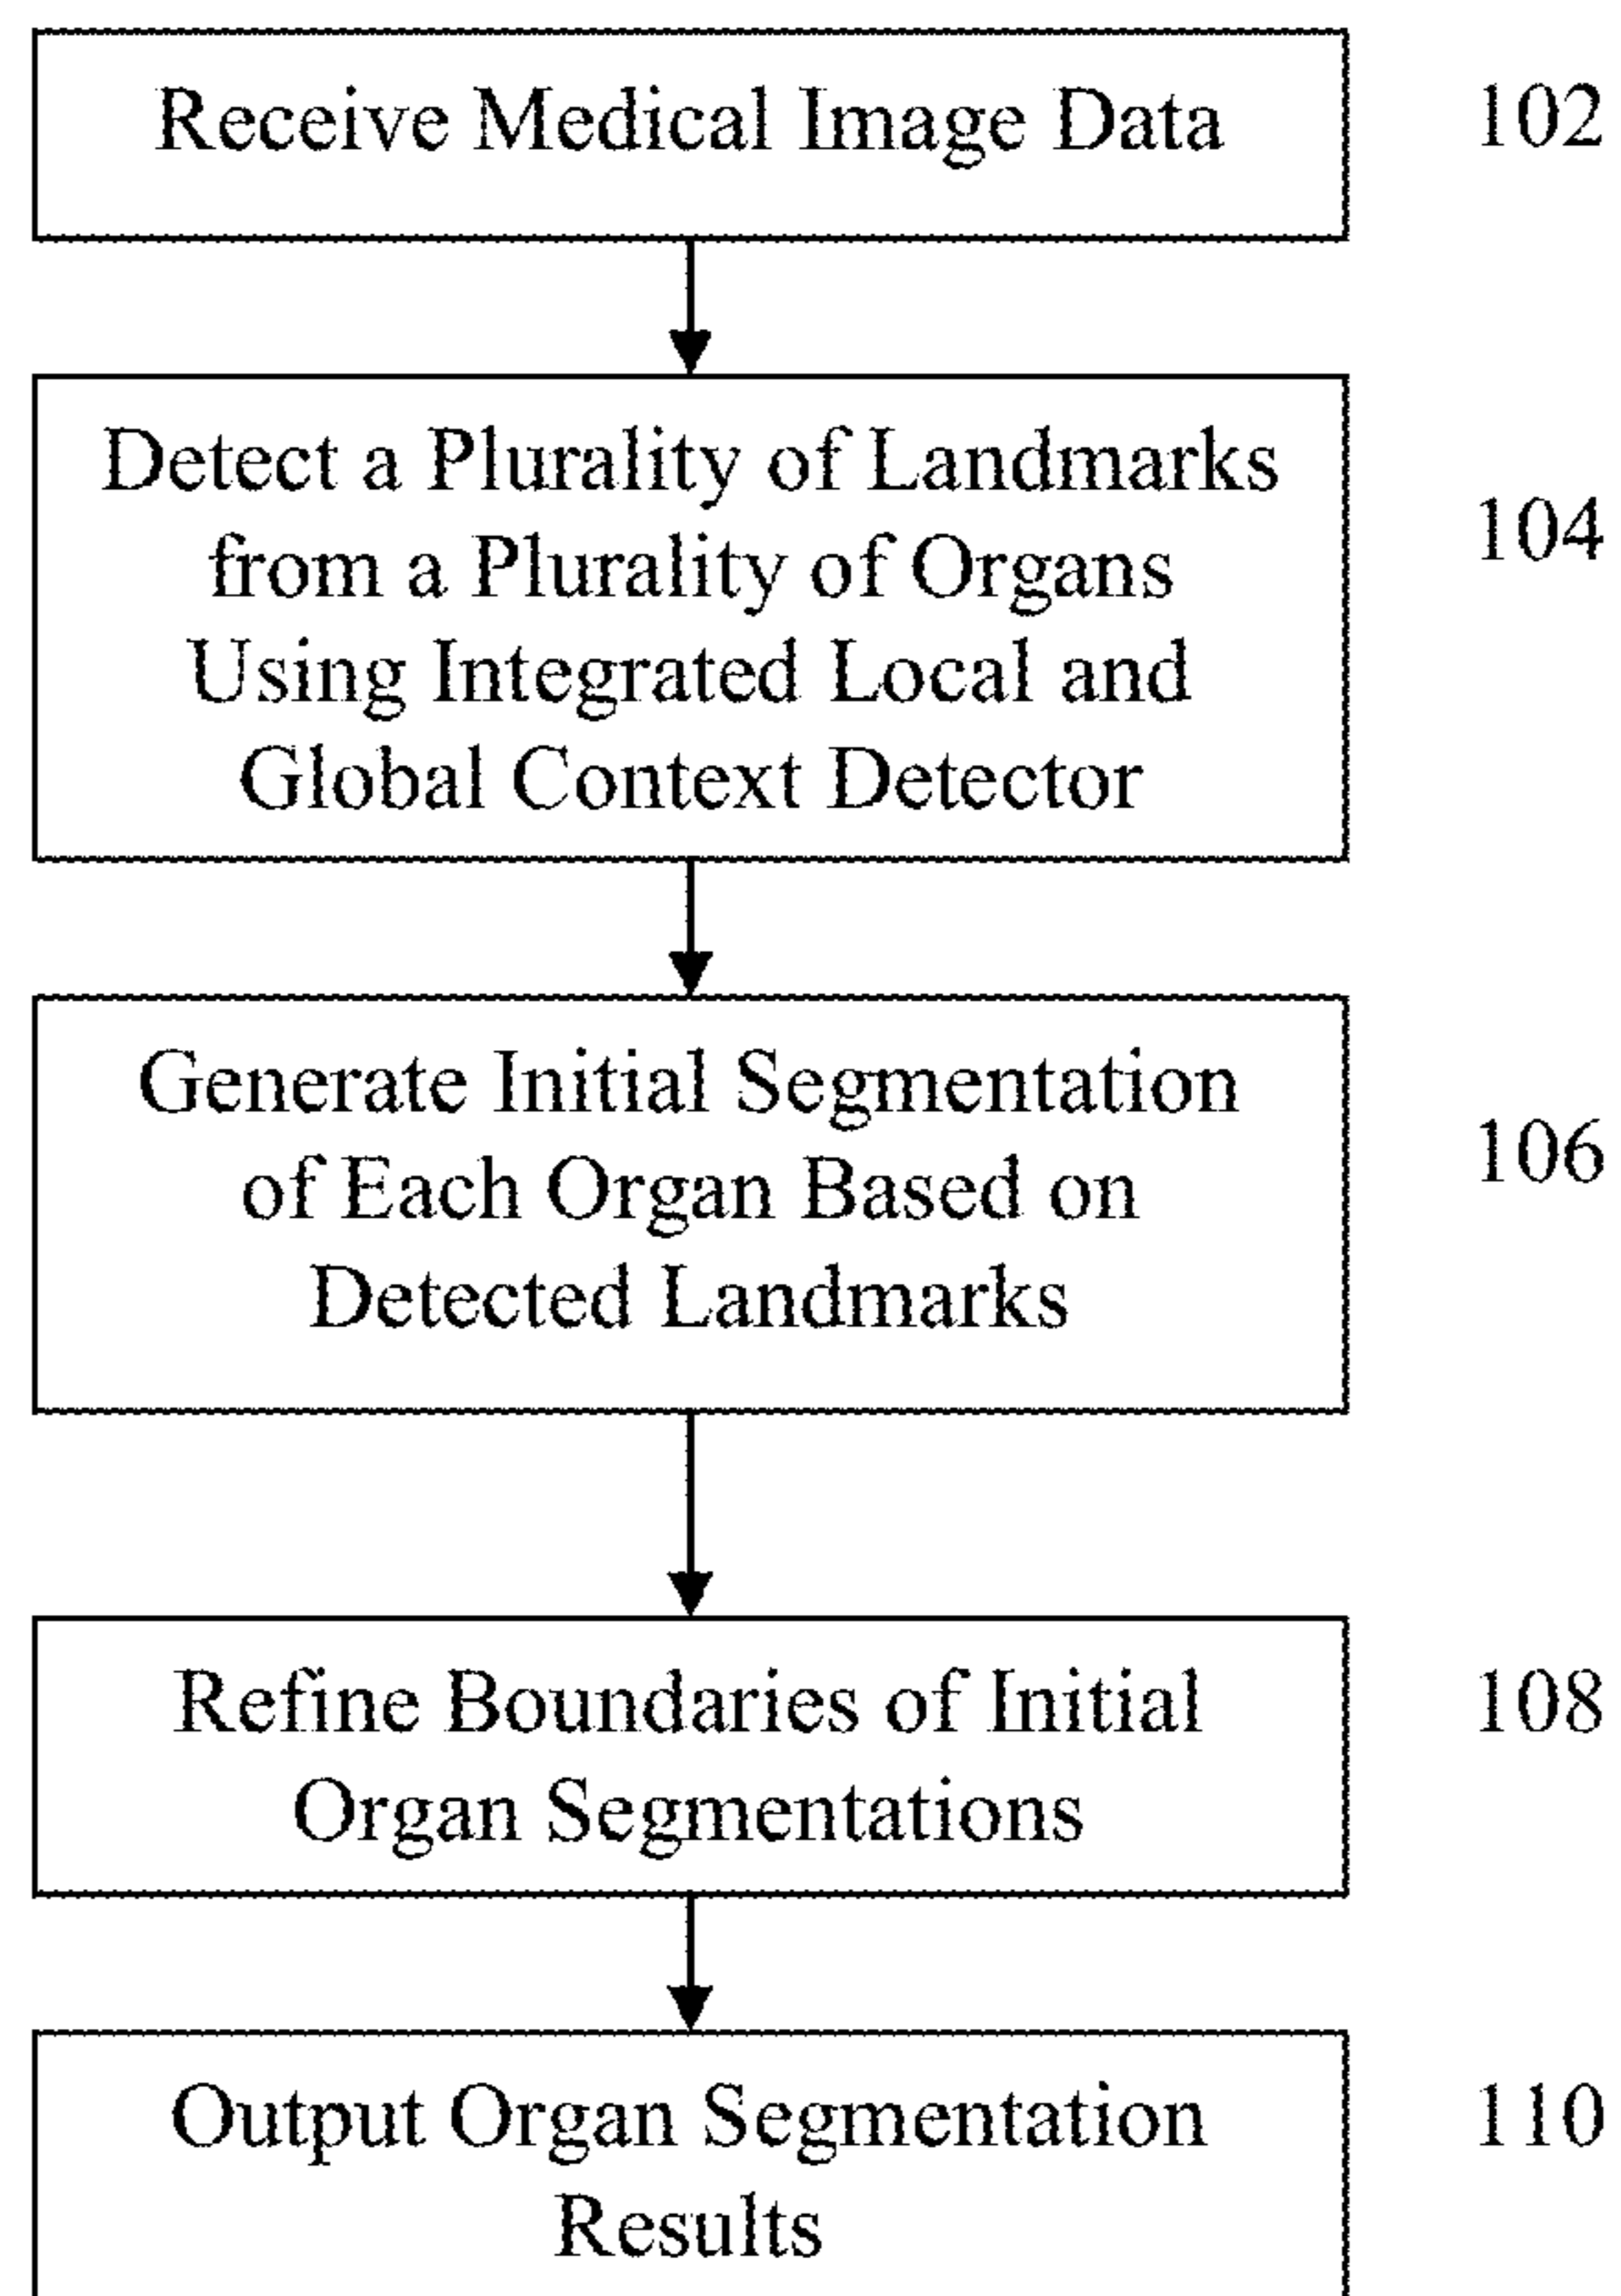 Receive Medical Image Data
102
Detect a Plurality of Landmarks
from a Plurality of Organs
Using Integrated Local and
Global Context Detector
104
Generate Initial Segmentation
of Each Organ Based on
Detected Landmarks
106
Refine Boundaries of Initial
Organ Segmentations
108
Output Organ Segmentation
Results
110